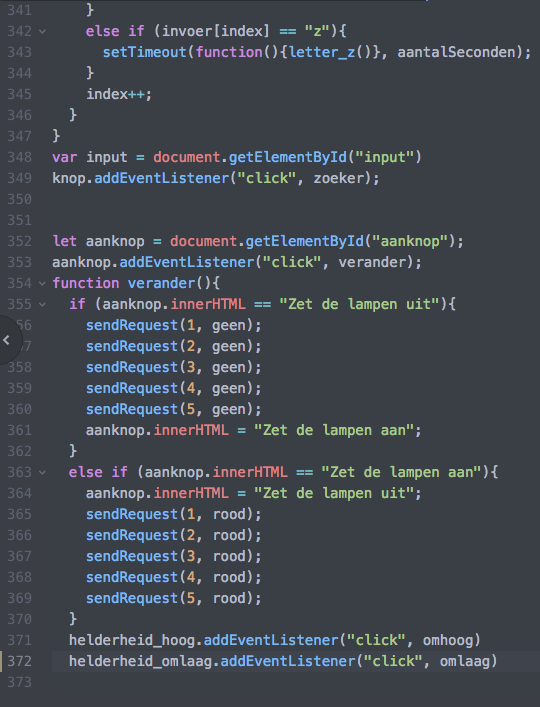 341 }
342 else if (invoer[index] == "z"){
343 setTimeout(function(){letter_z()}, aantalSeconden);
344 }
345 index++;
346 }
347 }
348 var input = document.getElementById("input")
349 knop.addEventListener("click", zoeker);
350
351
352 let aanknop = document.getElementById("aanknop");
353 aanknop.addEventListener("click", verander);
354 function verander(){
355 if (aanknop.innerHTML == "Zet de lampen uit"){
56 sendRequest(1, geen);
7 sendRequest(2, geen);
358 sendRequest(3, geen);
359 sendRequest(4, geen);
360 sendRequest(5, geen);
361 aanknop.innerHTML = "Zet de lampen aan";
362 }
363 else if (aanknop.innerHTML == "Zet de lampen aan"){
364 aanknop.innerHTML = "Zet de lampen uit";
365 sendRequest(1, rood);
366 sendRequest(2, rood);
367 sendRequest(3, rood);
368 sendRequest(4, rood);
369 sendRequest(5, rood);
370 }
371 helderheid_hoog.addEventListener("click", omhoog)
372 helderheid_omlaag.addEventListener("click", omlaag)
373